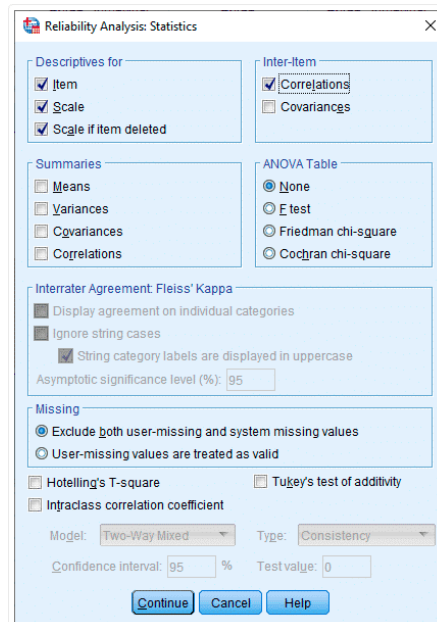 Reliability Analysis: Statistics
Descriptives for
Item
Scale
Scale if item deleted
Inter-Item
Correlations
Covariances
Summaries
Means
Variances
Covariances
Correlations
ANOVA Table
None
F test
Friedman chi-square
Cochran chi-square
Interrater Agreement: Fleiss' Kappa
Display agreement on individual categories
Ignore string cases
String category labels are displayed in uppercase
Asymptotic significance level (%): 95
Missing
Exclude both user-missing and system missing values
User-missing values are treated as valid
Hotelling's T-square Tukey's test of additivity
Intraclass correlation coefficient
Model: Two-Way Mixed Type: Consistency
Confidence interval: 95 % Test value: 0
Continue Cancel Help